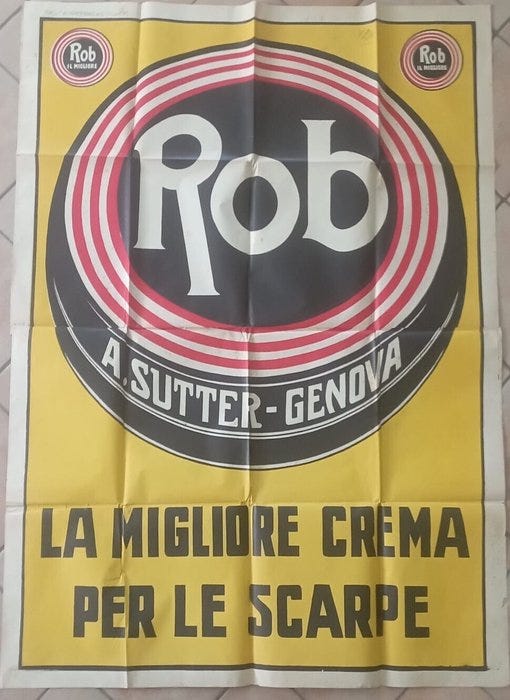 Rob
IL MIGLIORE
Rob
IL MIGLIORE
Rob
A. SUTTER - GENOVA
LA MIGLIORE CREMA
PER LE SCARPE